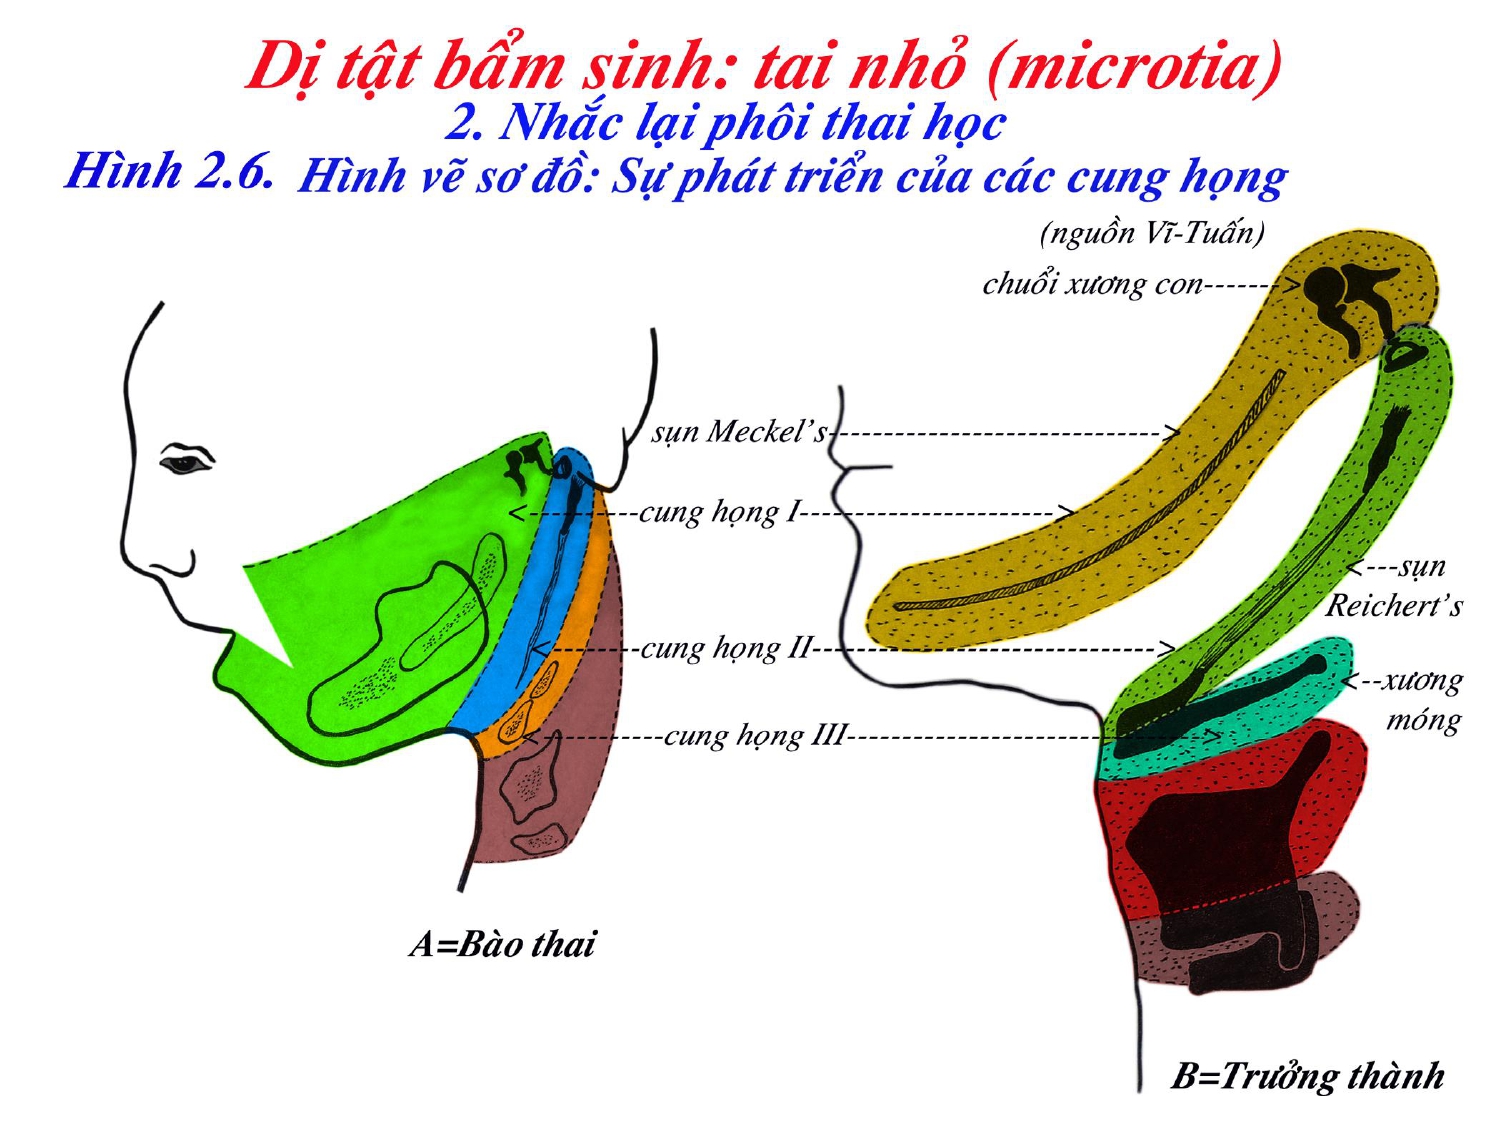 Dị tật bẩm sinh: tai nhỏ (microtia)
2. Nhắc lại phôi thai học
Hình 2.6. Hình vẽ sơ đồ: Sự phát triển của các cung họng
(nguồn Vĩ-Tuấn)
chuổi xương con------->
sụn Meckel’s------------------------------>
<----------cung họng I----------------------->
<---sụn
Reichert’s
<--------cung họng II------------------------------->
<--xương
móng
<-----------cung họng III--------------------------------->
A=Bào thai
B=Trưởng thành